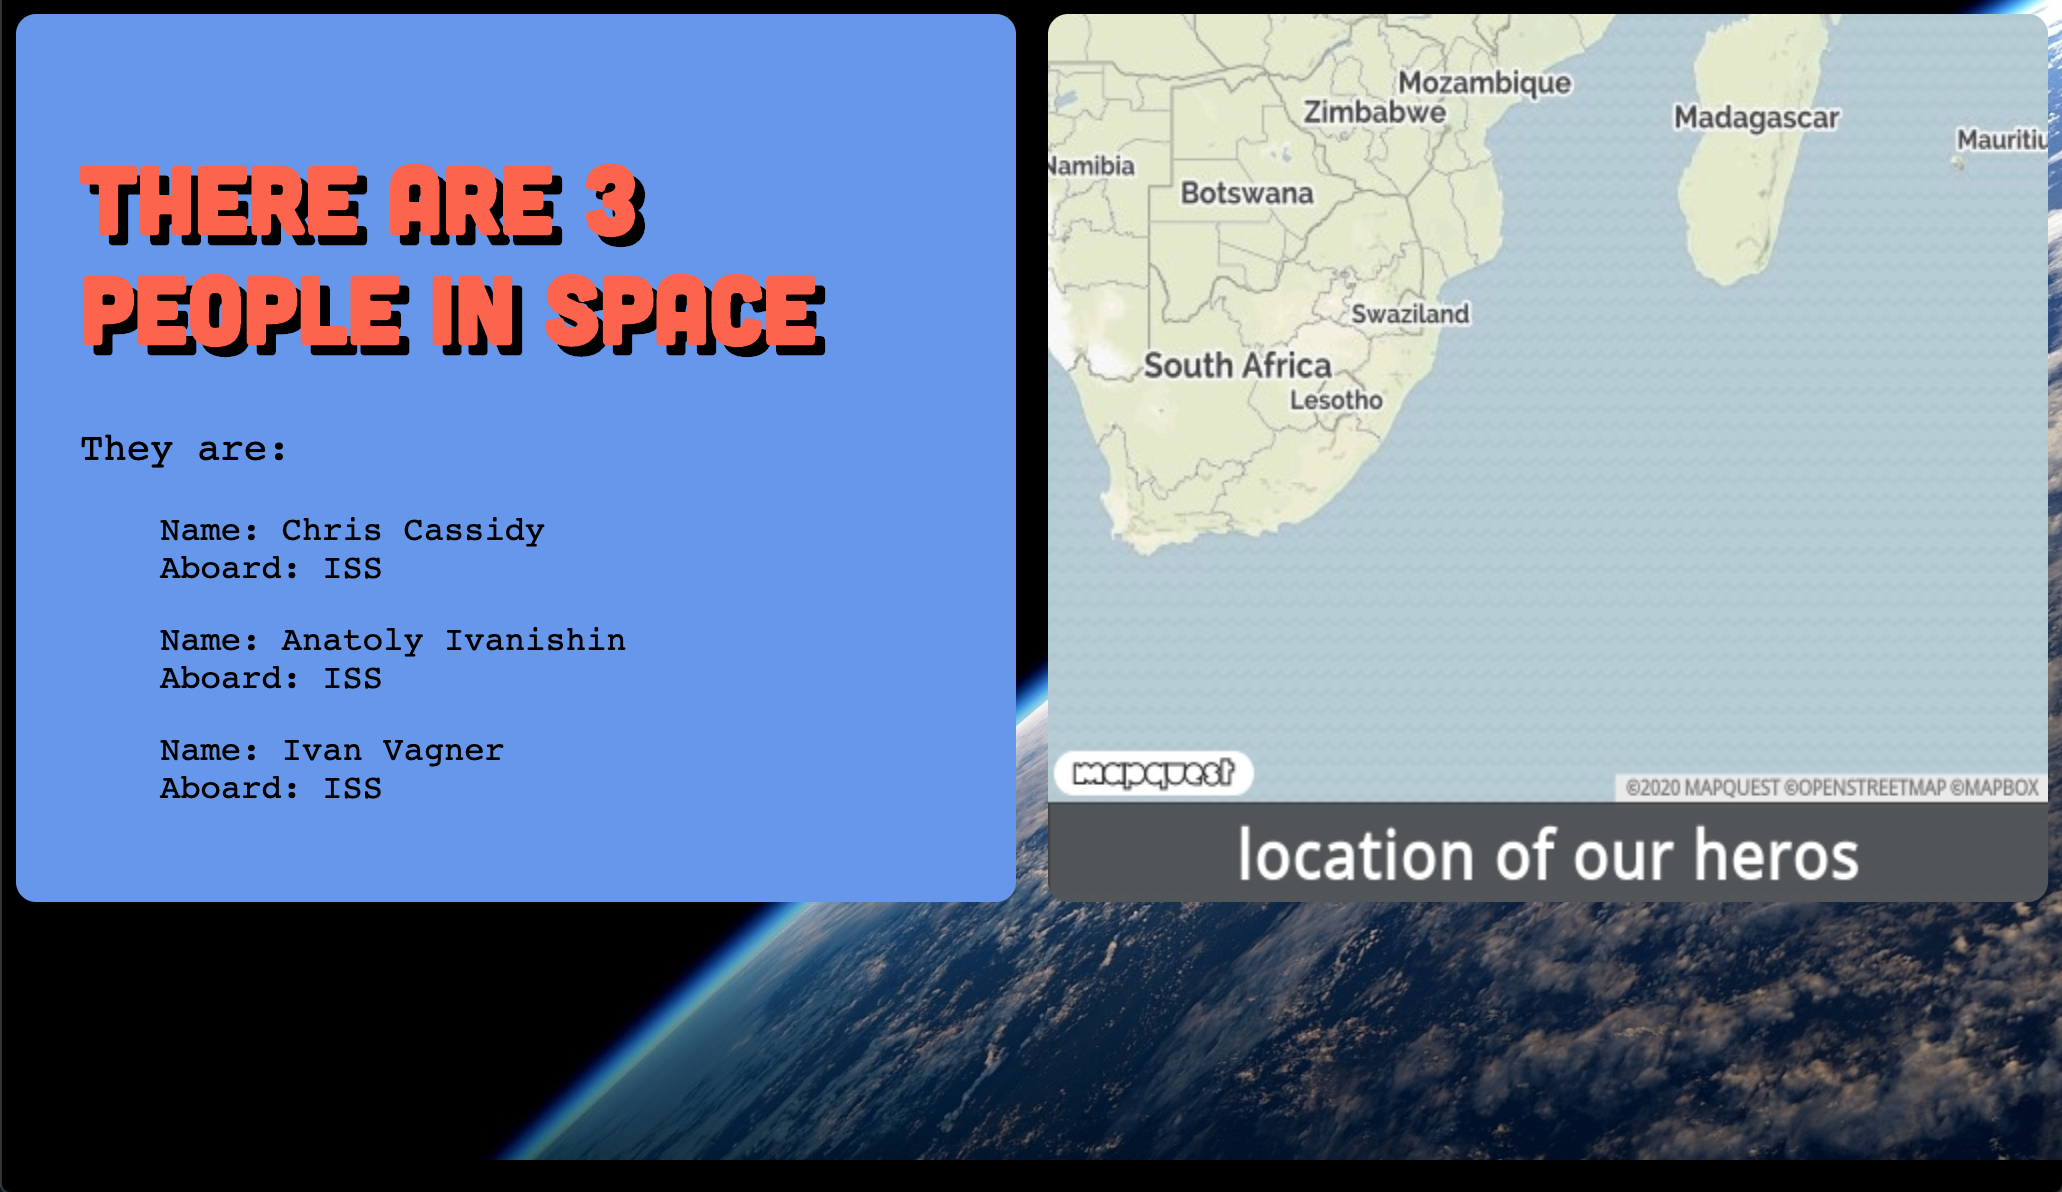 THERE ARE 3
PEOPLE IN SPACE
They are:
Name: Chris Cassidy
Aboard: ISS
Name: Anatoly Ivanishin
Aboard: ISS
Name: Ivan Vagner
Aboard: ISS
Mozambique
Zimbabwe
Madagascar
Mauritiu
Namibia
Botswana
Swaziland
South Africa
Lesotho
mapquest
©2020 MAPQUEST ©OPENSTREETMAP ©MAPBOX
location of our heros